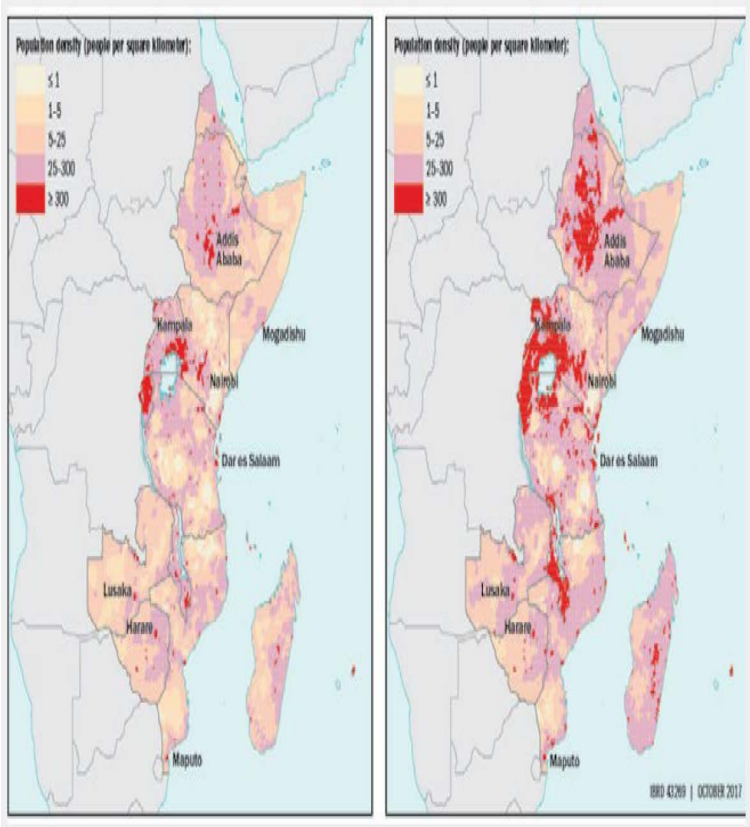 Population density (people per square kilometer):
≤ 1
1-5
5-25
25-300
≥ 300
Addis
Ababa
Kampala
Mogadishu
Nairobi
Dar es Salaam
Lusaka
Harare
Maputo
Population density (people per square kilometer):
≤ 1
1-5
5-25
25-300
≥ 300
Addis
Ababa
Kampala
Mogadishu
Nairobi
Dar es Salaam
Lusaka
Harare
Maputo
IBRD 43269 | OCTOBER 2017